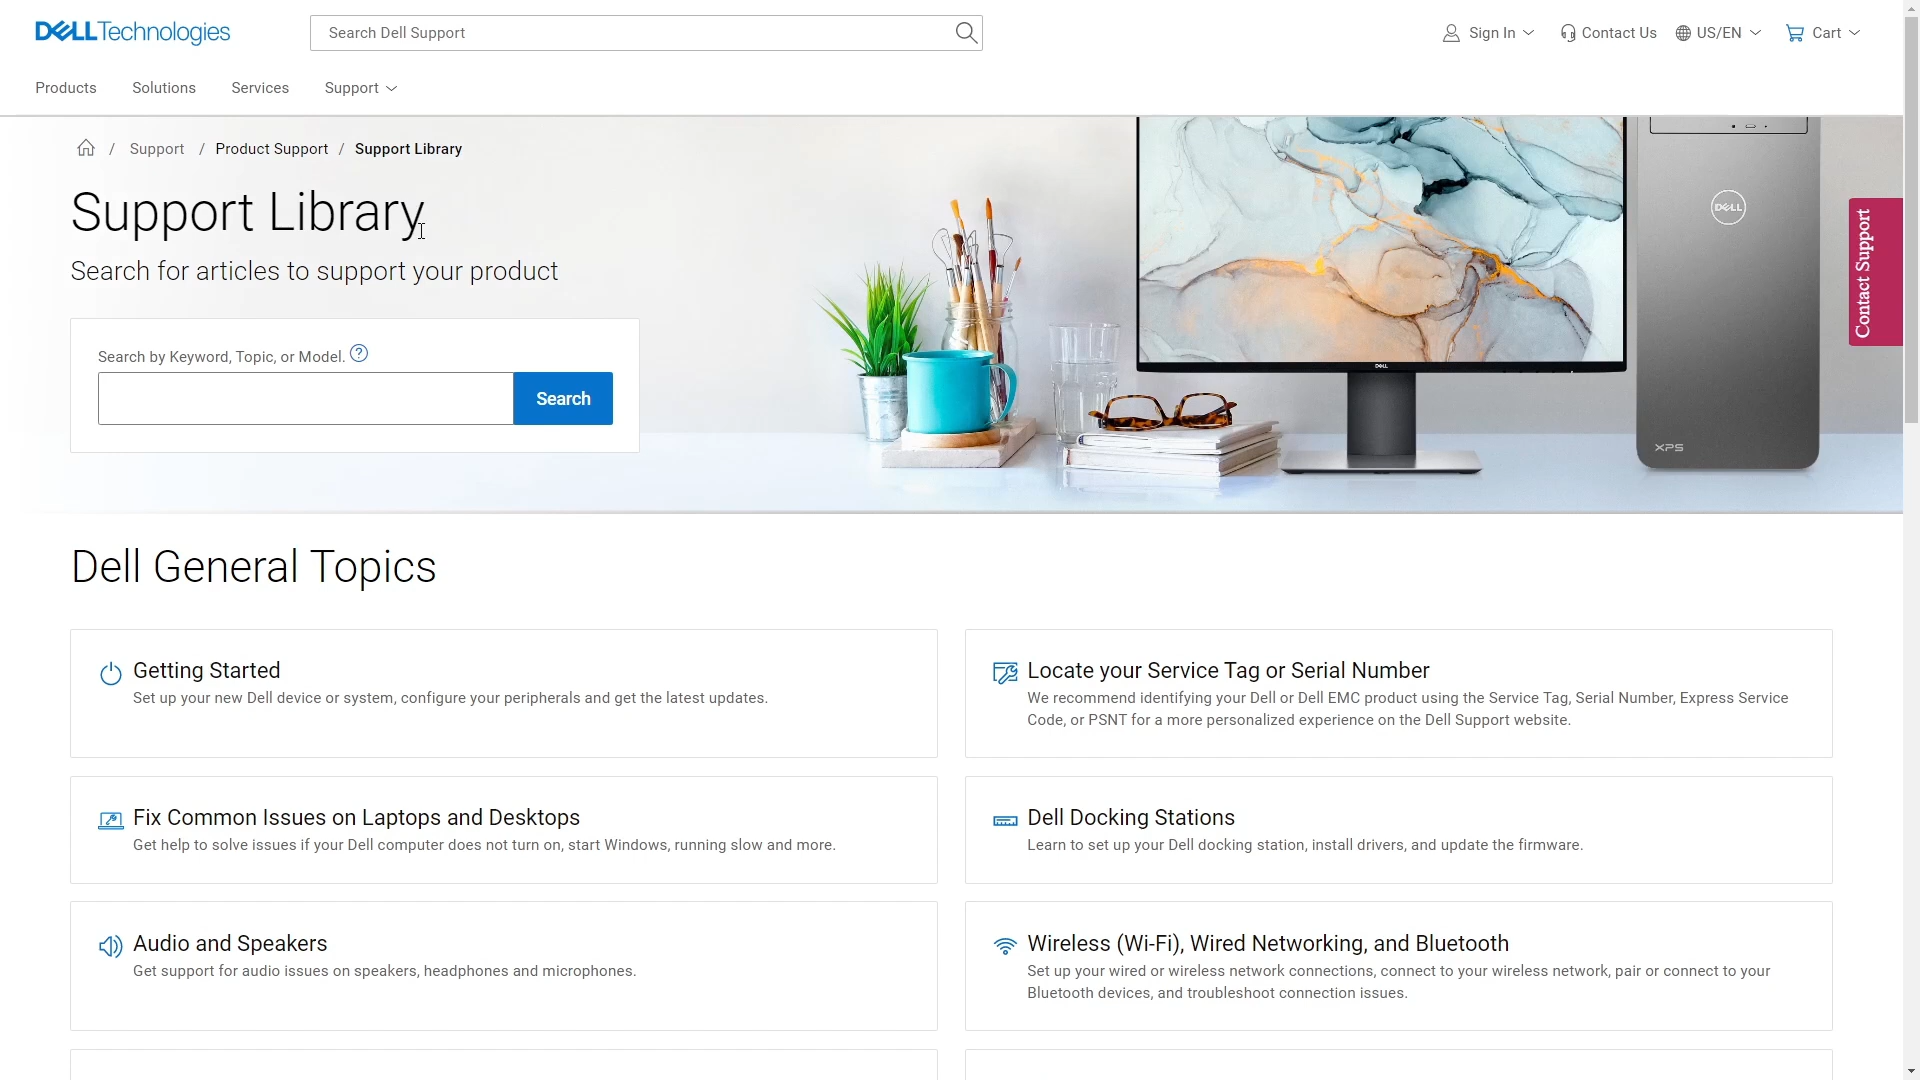 DELLTechnologies
Search Dell Support
Sign In
Contact Us
US/EN
Cart
Products
Solutions
Services
Support
/ Support / Product Support / Support Library
Support Library
Search for articles to support your product
Search by Keyword, Topic, or Model. ?
Search
DELL
DELL
XPS
Contact Support
Dell General Topics
Getting Started
Set up your new Dell device or system, configure your peripherals and get the latest updates.
Locate your Service Tag or Serial Number
We recommend identifying your Dell or Dell EMC product using the Service Tag, Serial Number, Express Service
Code, or PSNT for a more personalized experience on the Dell Support website.
Fix Common Issues on Laptops and Desktops
Get help to solve issues if your Dell computer does not turn on, start Windows, running slow and more.
Dell Docking Stations
Learn to set up your Dell docking station, install drivers, and update the firmware.
Audio and Speakers
Get support for audio issues on speakers, headphones and microphones.
Wireless (Wi-Fi), Wired Networking, and Bluetooth
Set up your wired or wireless network connections, connect to your wireless network, pair or connect to your
Bluetooth devices, and troubleshoot connection issues.